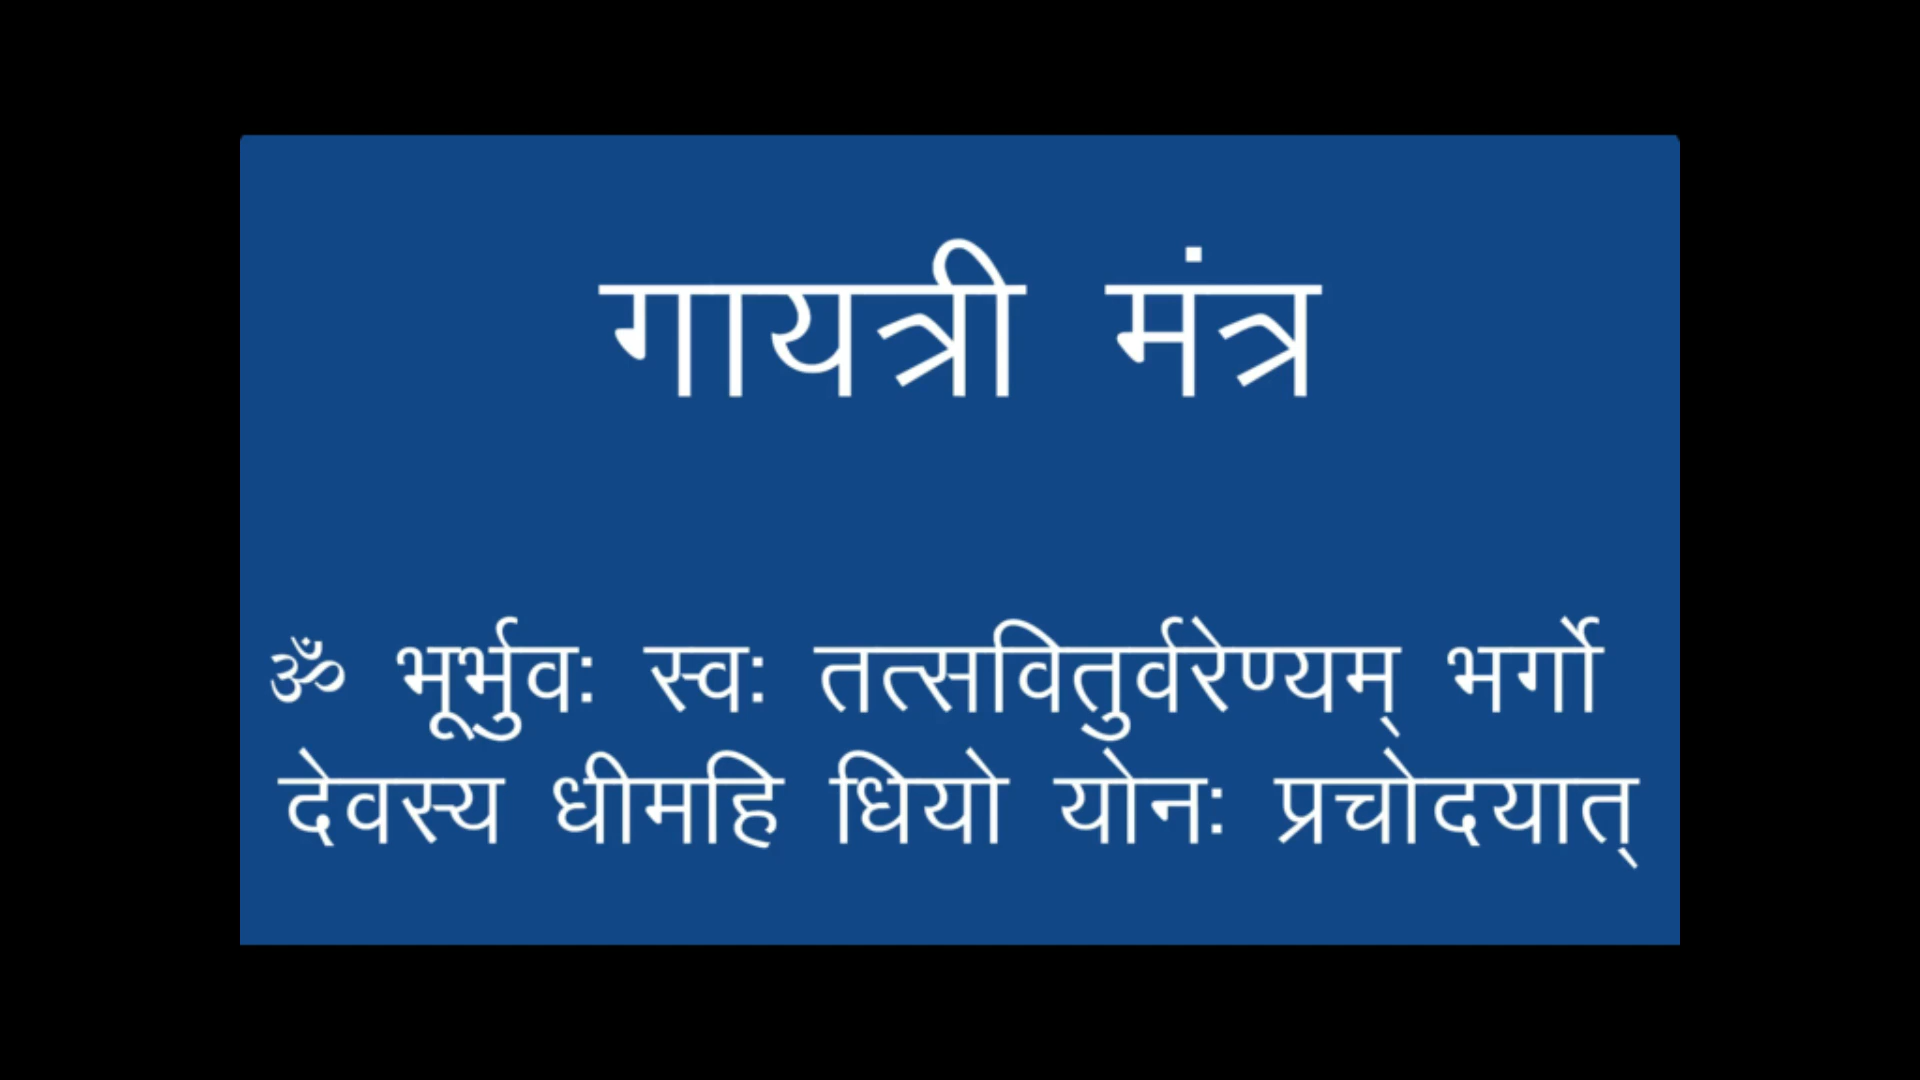 गायत्री मंत्र
ॐ भूर्भुवः स्वः तत्सवितुर्वरेण्यम् भर्गो
देवस्य धीमहि धियो योनः प्रचोदयात्